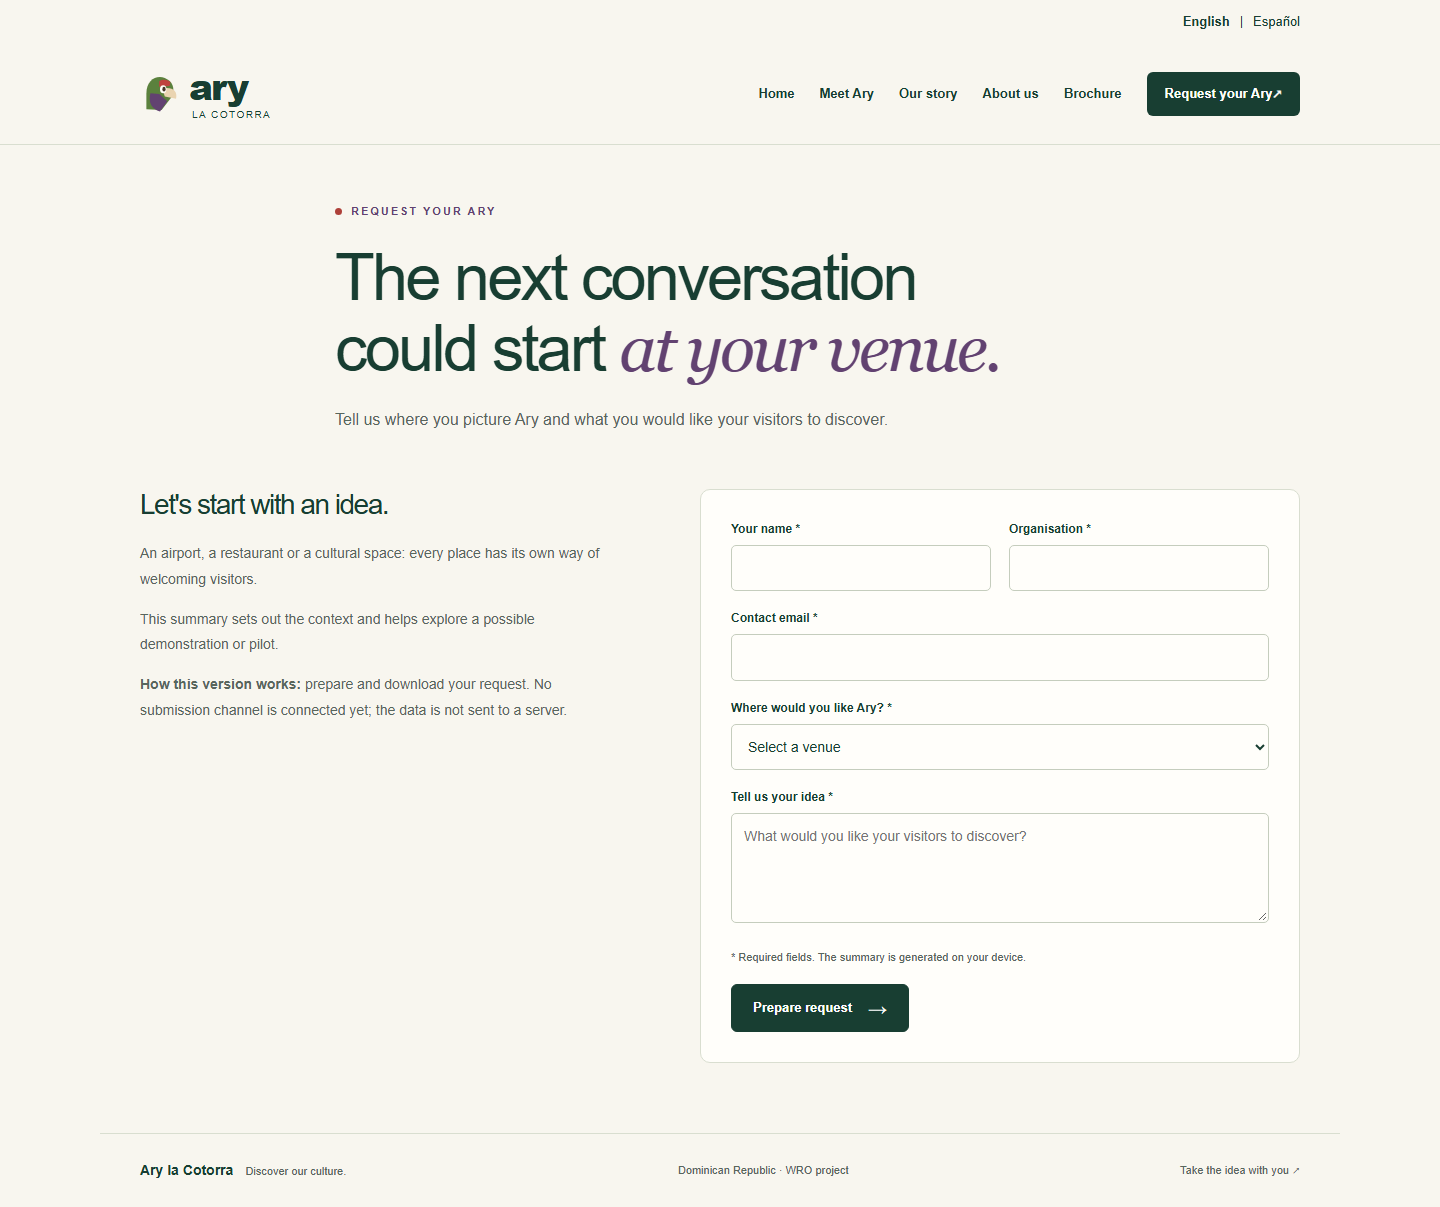 English | Español
ary
LA COTORRA
Home Meet Ary Our story About us Brochure Request your Ary↗
REQUEST YOUR ARY
The next conversation
could start at your venue.
Tell us where you picture Ary and what you would like your visitors to discover.
Let's start with an idea.
An airport, a restaurant or a cultural space: every place has its own way of
welcoming visitors.
This summary sets out the context and helps explore a possible
demonstration or pilot.
How this version works: prepare and download your request. No
submission channel is connected yet; the data is not sent to a server.
Your name * Organisation *
Contact email *
Where would you like Ary? *
Select a venue
Tell us your idea *
What would you like your visitors to discover?
* Required fields. The summary is generated on your device.
Prepare request →
Ary la Cotorra Discover our culture. Dominican Republic · WRO project Take the idea with you ↗